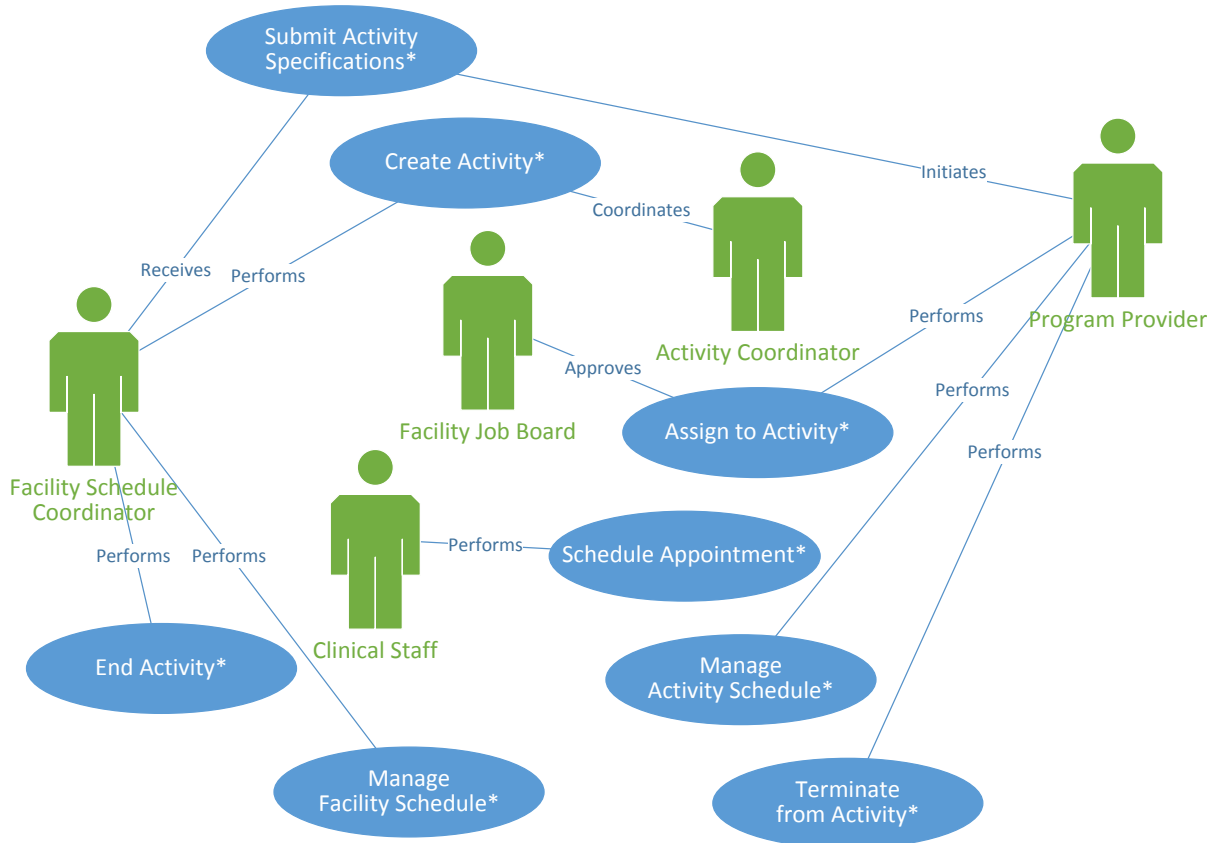 Submit Activity
Specifications*
Create Activity*
Initiates
Coordinates
Receives
Performs
Performs
Program Provider
Activity Coordinator
Approves
Performs
Facility Job Board
Assign to Activity*
Performs
Facility Schedule
Coordinator
Performs
Performs
Performs
Schedule Appointment*
Clinical Staff
End Activity*
Manage
Activity Schedule*
Manage
Facility Schedule*
Terminate
from Activity*